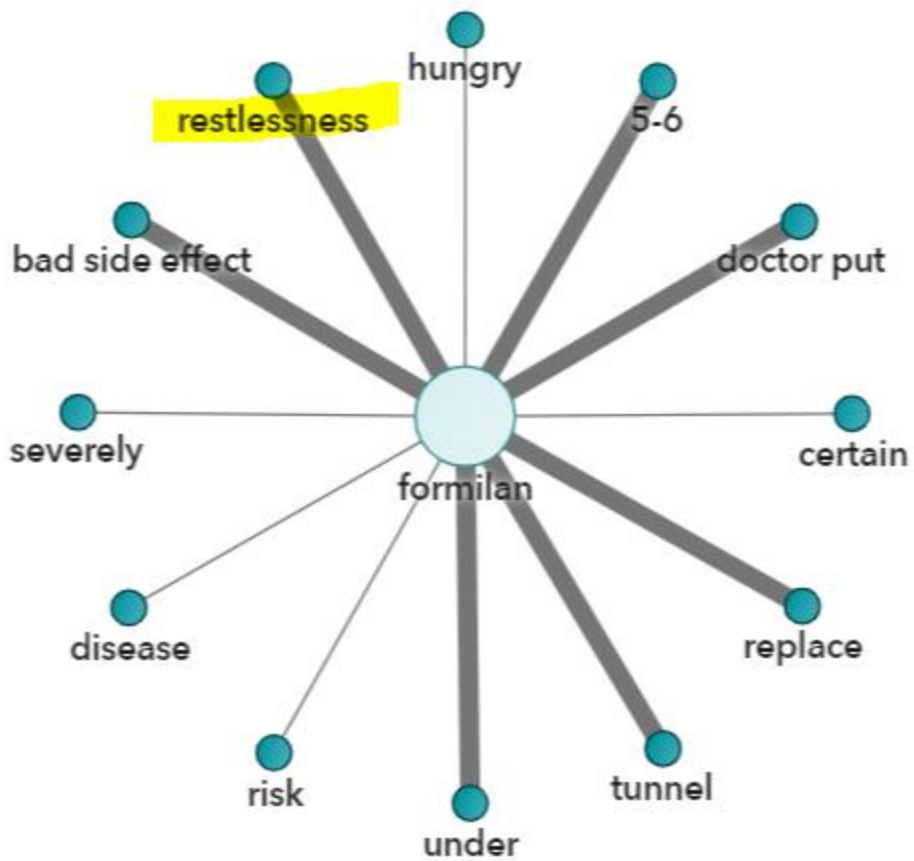 hungry
restlessness
5-6
bad side effect
doctor put
severely
certain
formilan
disease
replace
risk
tunnel
under